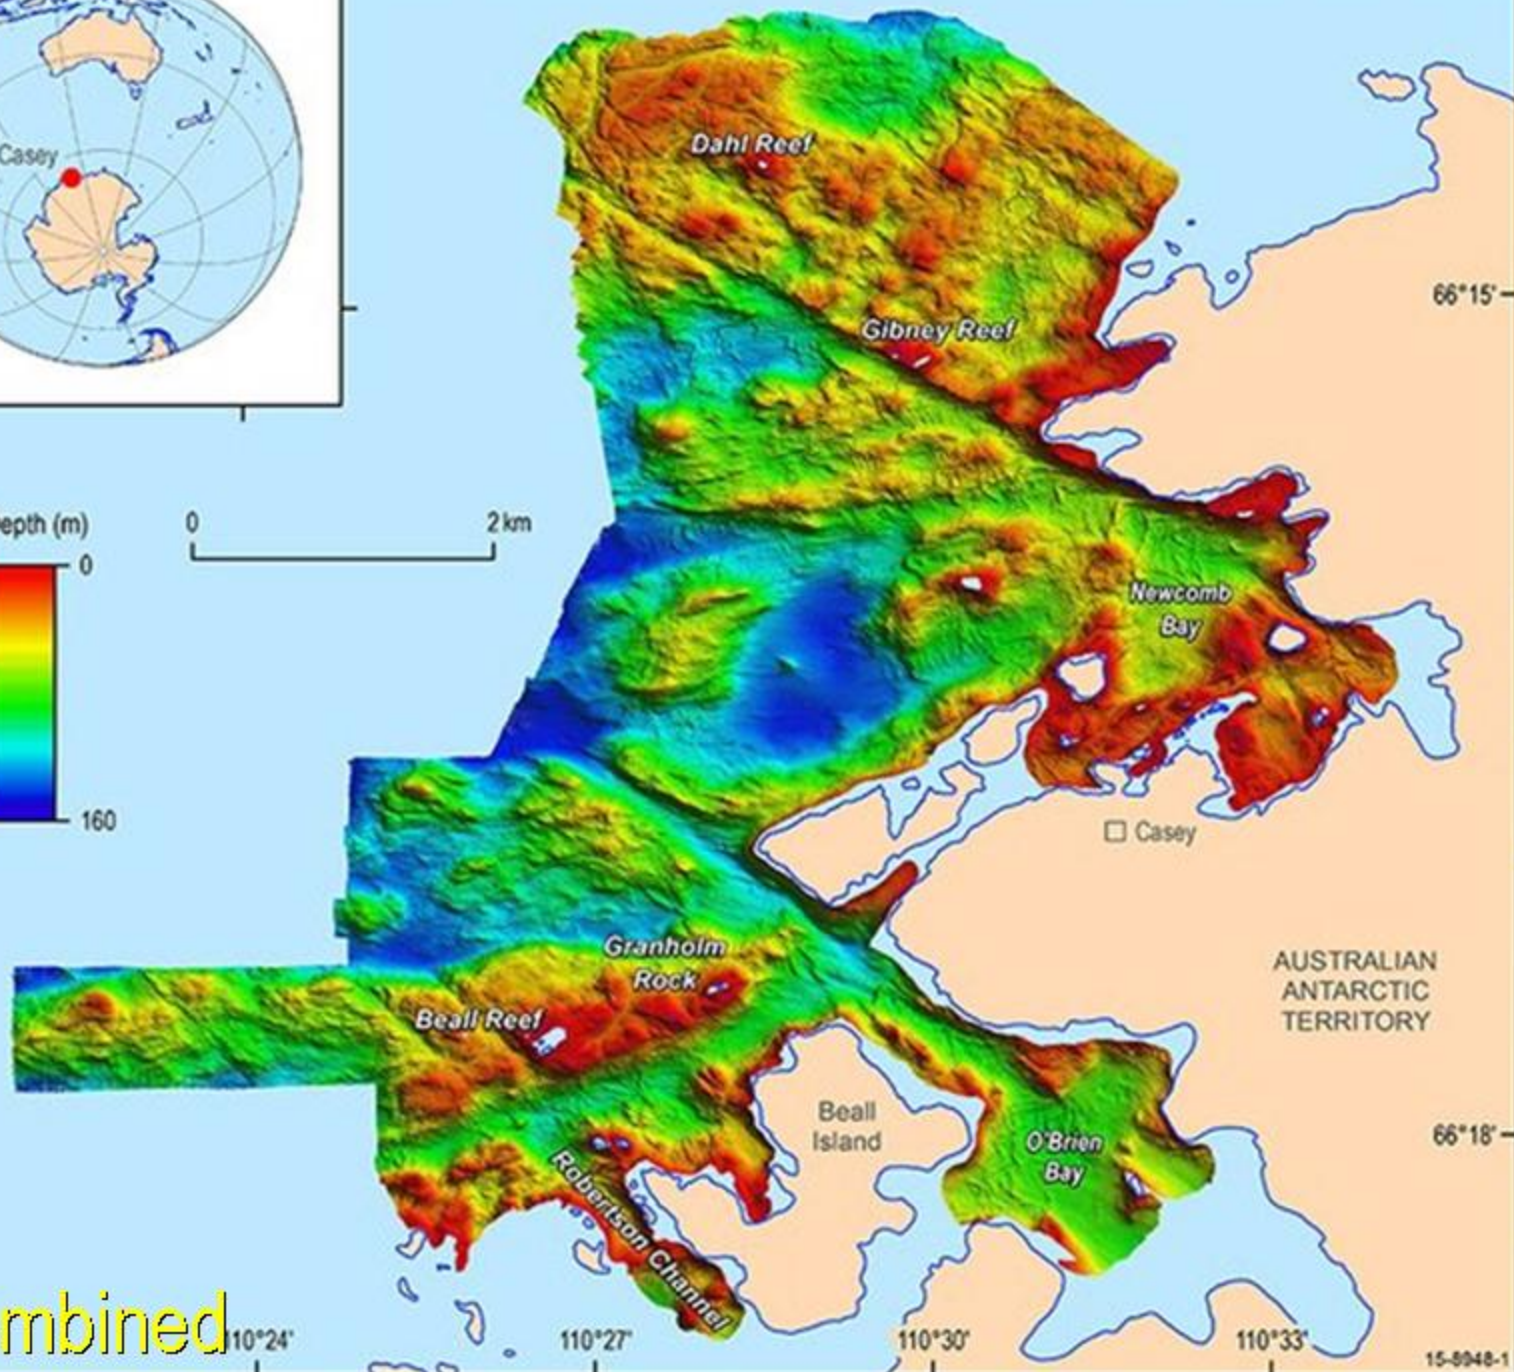 Casey
Dahl Reef
66°15'
Gibney Reef
epth (m)
0
160
0
2 km
Newcomb
Bay
Casey
Granholm
Rock
Beall Reef
AUSTRALIAN
ANTARCTIC
TERRITORY
Beall
Island
O'Brien
Bay
66°18'
Robertson Channel
mbined
110°24'
110°27'
110°30'
110°33'
15-8948-1